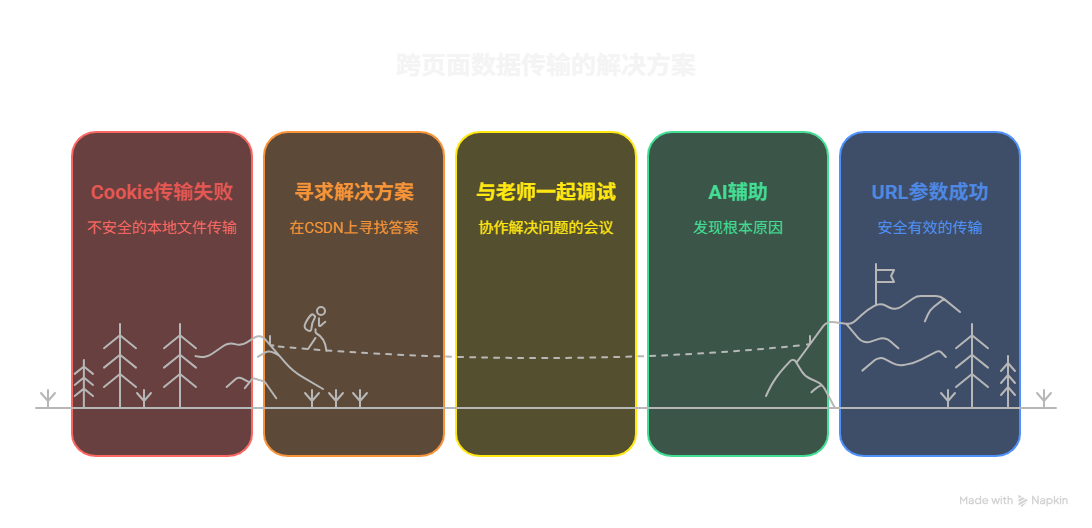 跨页面数据传输的解决方案
Cookie传输失败
不安全的本地文件传输
寻求解决方案
在CSDN上寻找答案
与老师一起调试
协作解决问题的会议
AI辅助
发现根本原因
URL参数成功
安全有效的传输
Made with Napkin